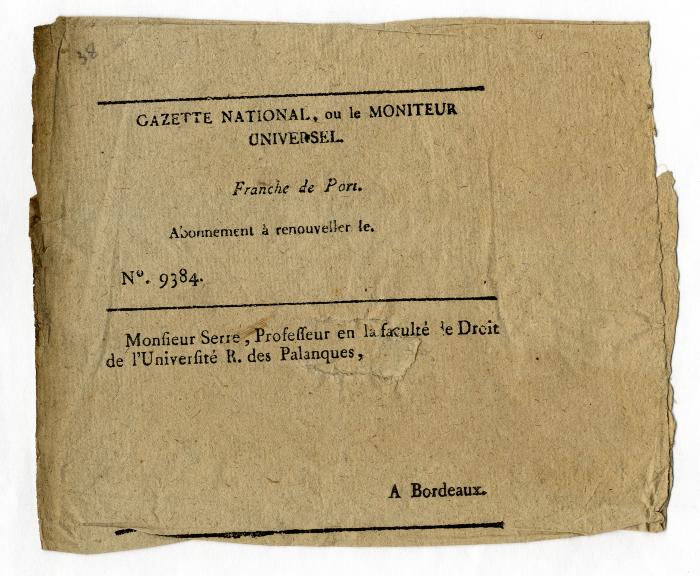 38
GAZETTE NATIONAL, ou le MONITEUR
UNIVERSEL.
Franche de Port.
Abonnement à renouveller le.
Nº. 9384.
Monſieur Serre, Profeſſeur en la faculté de Droit
de l'Univerſité R. des Palanques,
A Bordeaux.